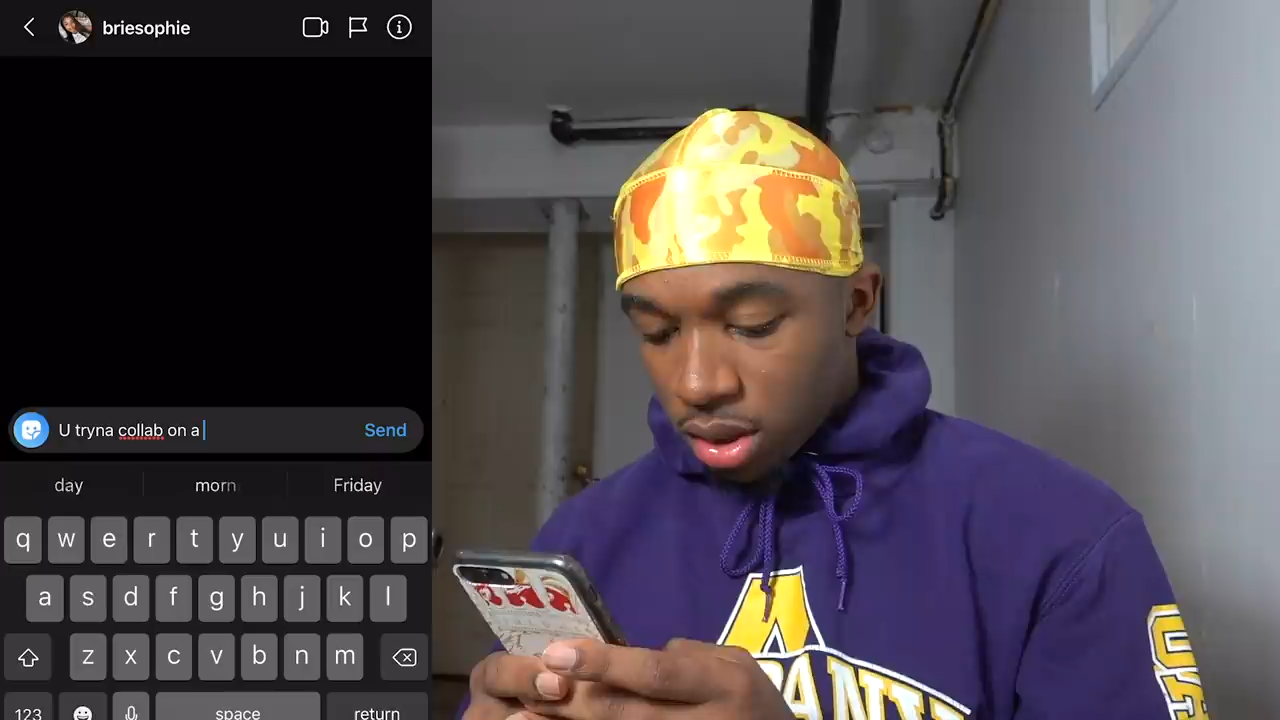 briesophie
U tryna collab on a
Send
day
morn
Friday
q w e r t y u i o p
a s d f g h j k l
z x c v b n m
123
space
return
A